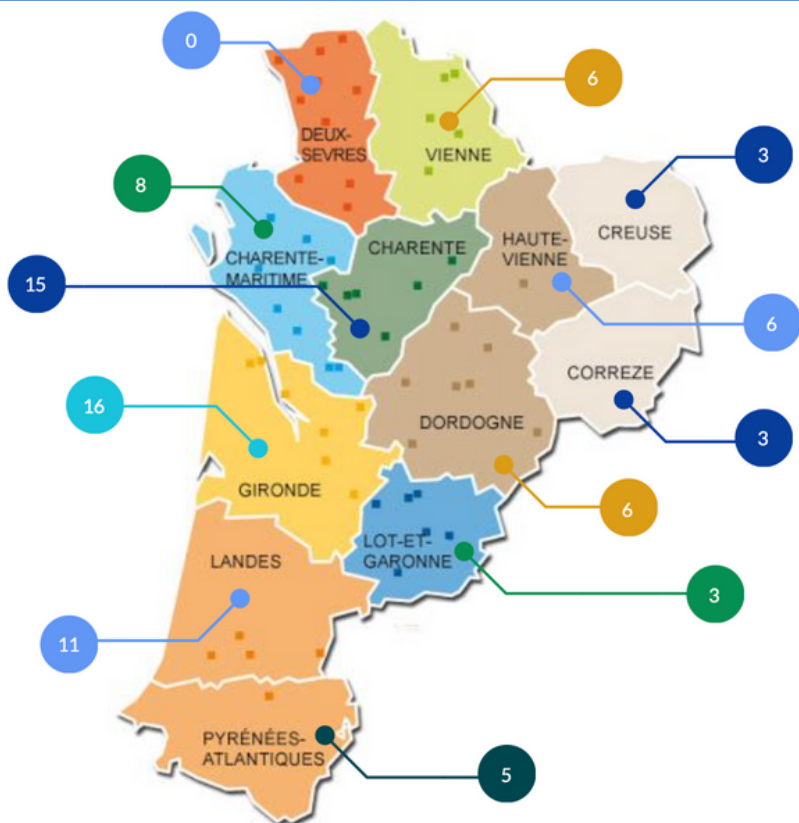 0
6
DEUX-
SEVRES
VIENNE
3
8
CHARENTE
HAUTE-
VIENNE
CREUSE
CHARENTE-
MARITIME
15
6
CORREZE
16
DORDOGNE
3
GIRONDE
6
LOT-ET-
GARONNE
LANDES
3
11
PYRÉNÉES-
ATLANTIQUES
5